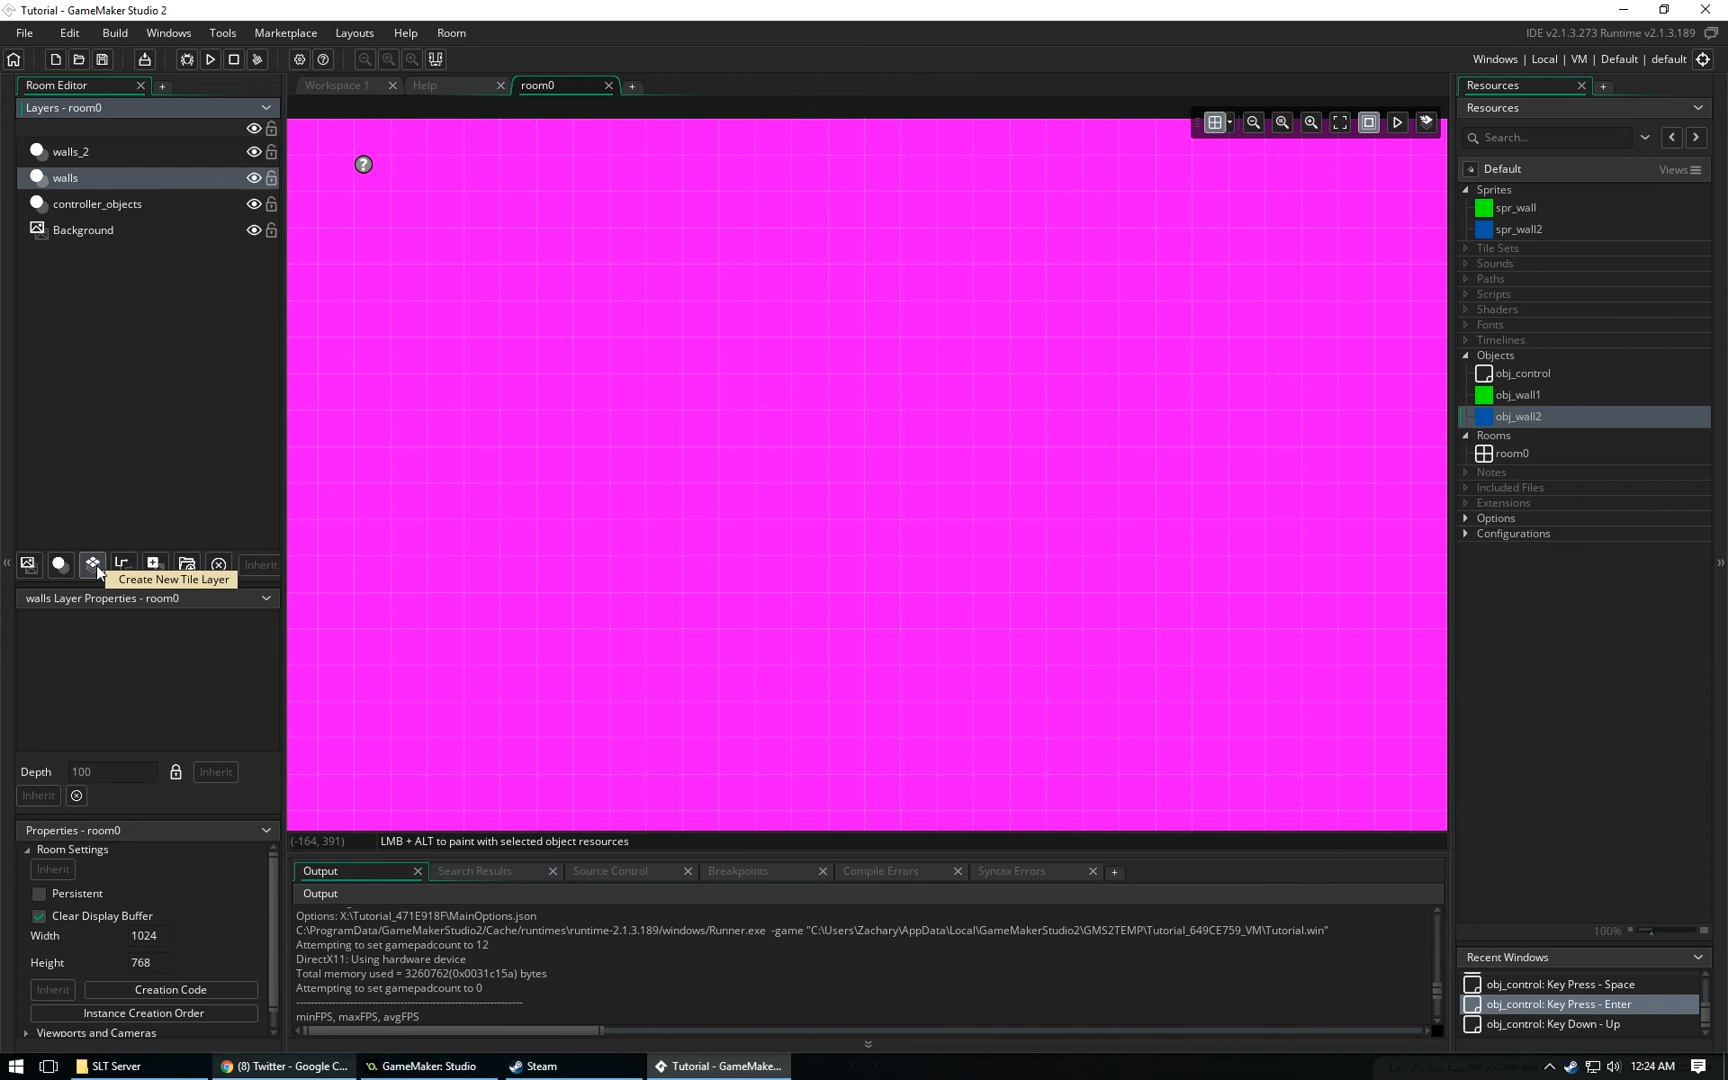 Tutorial - GameMaker Studio 2
File Edit Build Windows Tools Marketplace Layouts Help Room
IDE v2.1.3.273 Runtime v2.1.3.189
Windows | Local | VM | Default | default
Room Editor
Workspace 1
Help
room0
Resources
Layers - room0
Resources
walls_2
walls
controller_objects
Background
?
Search...
Default
Views
Sprites
spr_wall
spr_wall2
Tile Sets
Sounds
Paths
Scripts
Shaders
Fonts
Timelines
Objects
obj_control
obj_wall1
obj_wall2
Rooms
room0
Notes
Included Files
Extensions
Options
Configurations
Inherit
Create New Tile Layer
walls Layer Properties - room0
Depth 100 Inherit
Inherit
Properties - room0
Room Settings
Inherit
Persistent
Clear Display Buffer
Width 1024
Height 768
Inherit Creation Code
Instance Creation Order
Viewports and Cameras
(-164, 391) LMB + ALT to paint with selected object resources
Output
Search Results
Source Control
Breakpoints
Compile Errors
Syntax Errors
Output
Options: X:\Tutorial_471E918F\MainOptions.json
C:\ProgramData/GameMakerStudio2/Cache/runtimes\runtime-2.1.3.189/windows/Runner.exe -game "C:\Users\Zachary\AppData\Local\GameMakerStudio2\GMS2TEMP\Tutorial_649CE759_VM\Tutorial.win"
Attempting to set gamepadcount to 12
DirectX11: Using hardware device
Total memory used = 3260762(0x0031c15a) bytes
Attempting to set gamepadcount to 0
minFPS, maxFPS, avgFPS
100%
Recent Windows
obj_control: Key Press - Space
obj_control: Key Press - Enter
obj_control: Key Down - Up
SLT Server
(8) Twitter - Google C...
GameMaker: Studio
Steam
Tutorial - GameMake...
12:24 AM